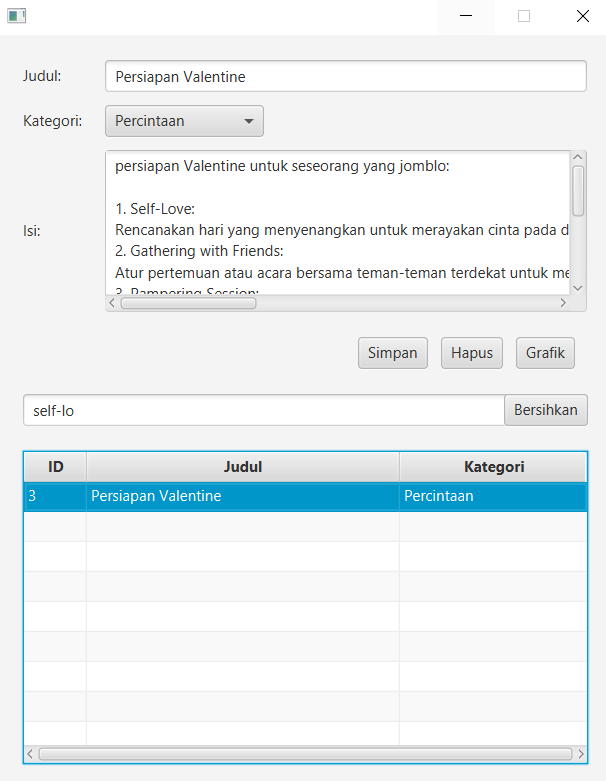 Judul:
Persiapan Valentine
Kategori:
Percintaan
Isi:
persiapan Valentine untuk seseorang yang jomblo:
1. Self-Love:
Rencanakan hari yang menyenangkan untuk merayakan cinta pada d
2. Gathering with Friends:
Atur pertemuan atau acara bersama teman-teman terdekat untuk me
3. Pampering Session:
Simpan Hapus Grafik
self-lo
Bersihkan
ID Judul Kategori
3 Persiapan Valentine Percintaan